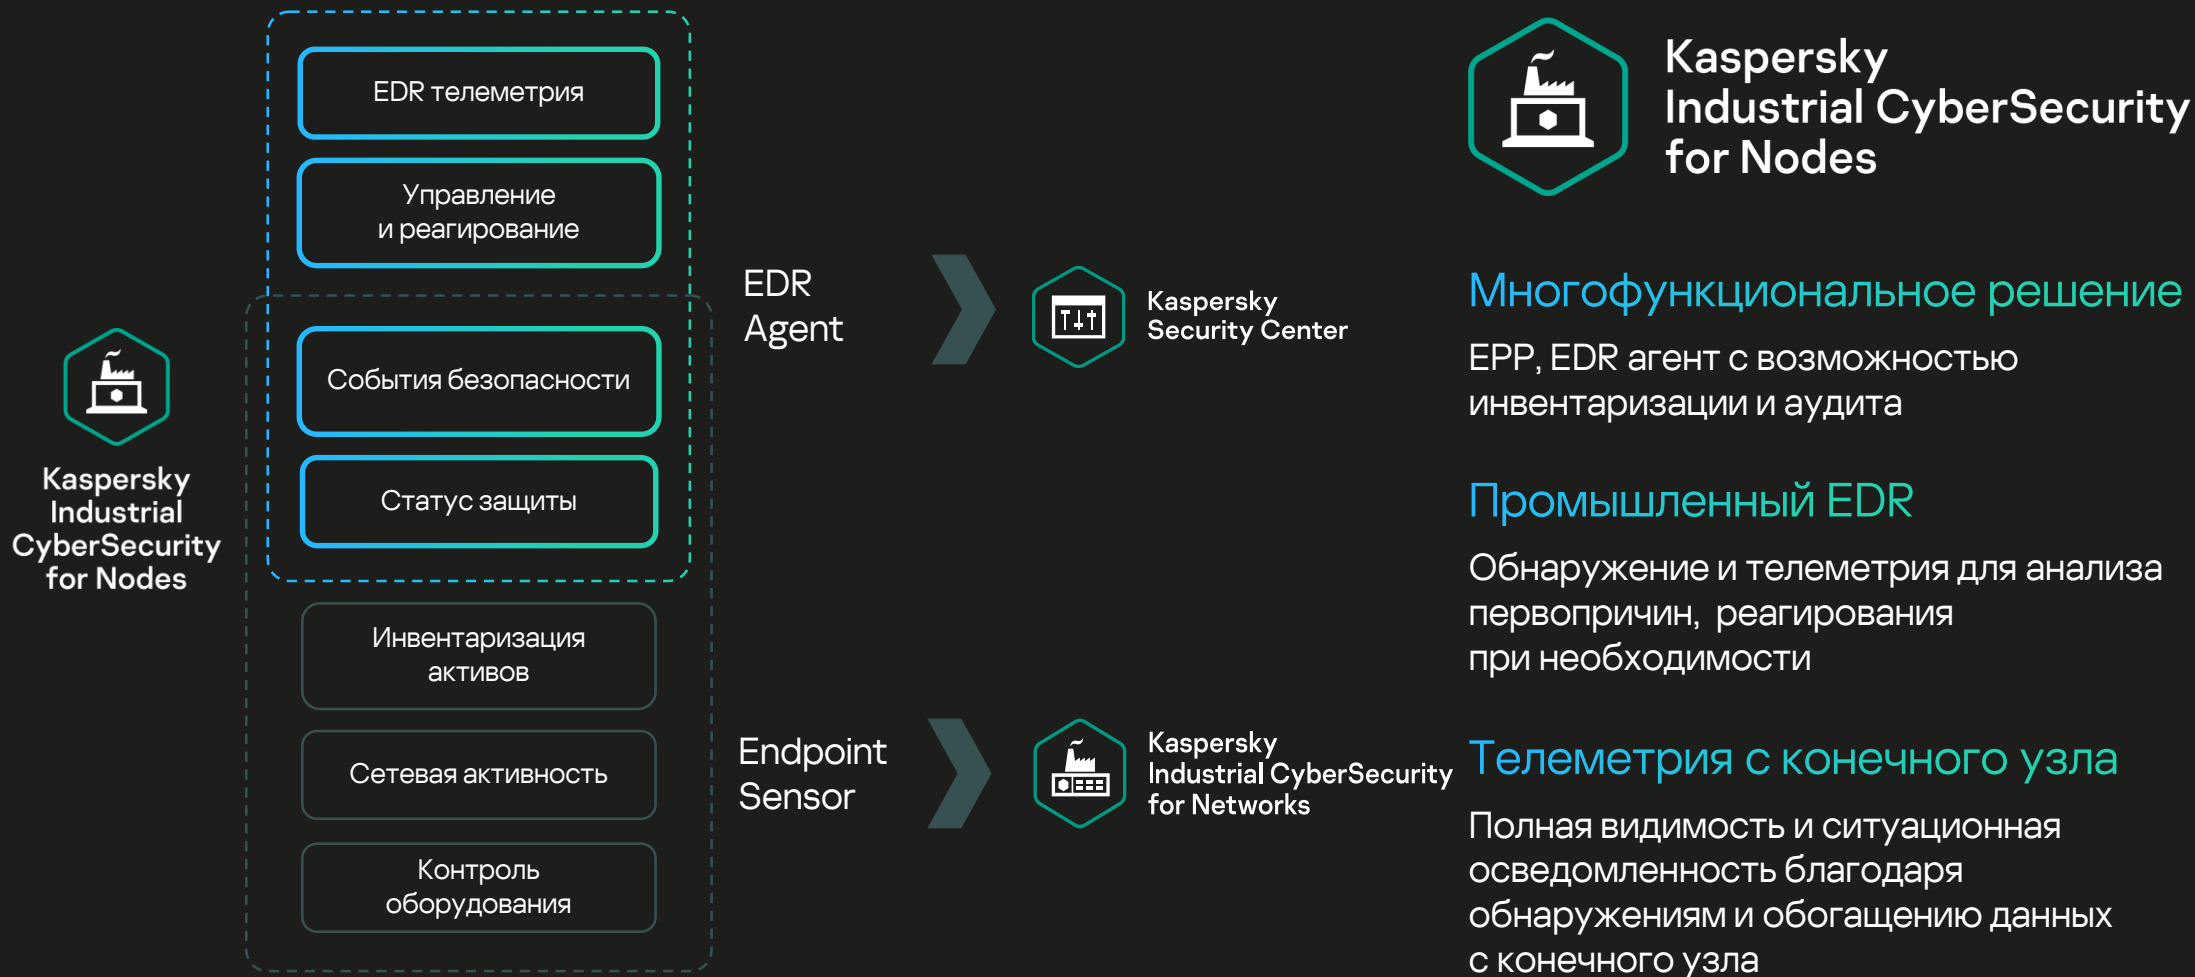 Kaspersky
Industrial
CyberSecurity
for Nodes
EDR телеметрия
Управление
и реагирование
События безопасности
Статус защиты
Инвентаризация
активов
Сетевая активность
Контроль
оборудования
EDR
Agent
Kaspersky
Security Center
Endpoint
Sensor
Kaspersky
Industrial CyberSecurity
for Networks
Kaspersky
Industrial CyberSecurity
for Nodes
Многофункциональное решение
EPP, EDR агент с возможностью
инвентаризации и аудита
Промышленный EDR
Обнаружение и телеметрия для анализа
первопричин, реагирования
при необходимости
Телеметрия с конечного узла
Полная видимость и ситуационная
осведомленность благодаря
обнаружениям и обогащению данных
с конечного узла